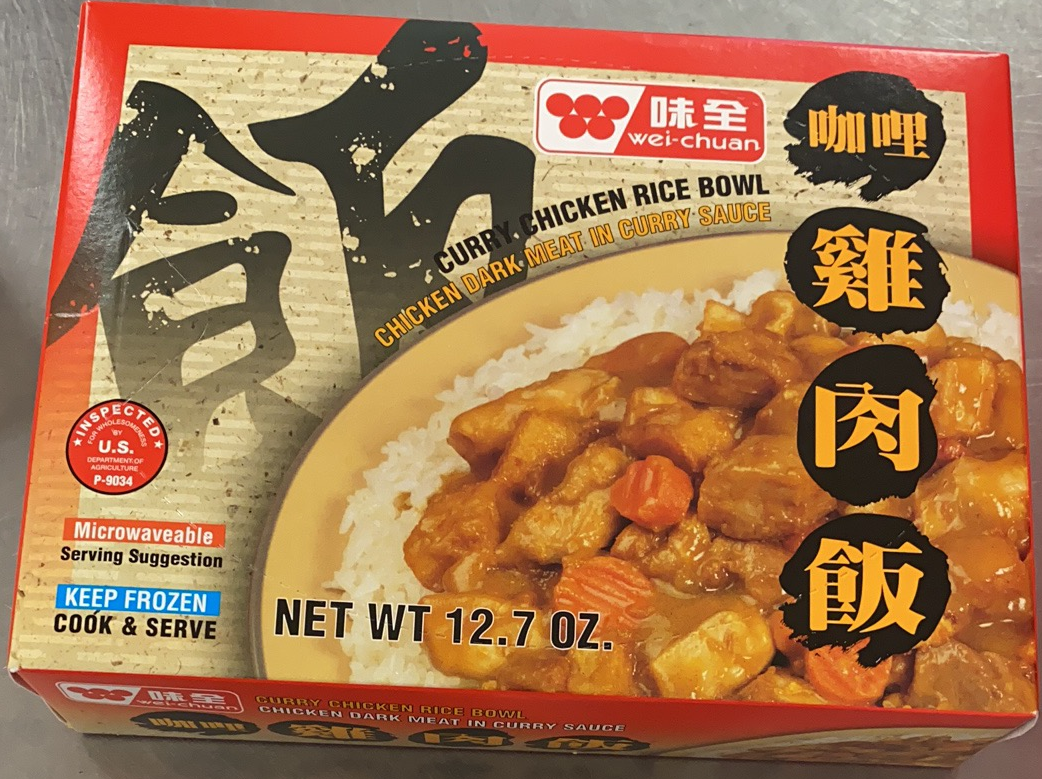 飯
味全
wei-chuan
咖哩
雞
肉
飯
CURRY CHICKEN RICE BOWL
CHICKEN DARK MEAT IN CURRY SAUCE
INSPECTED
FOR WHOLESOMENESS
BY
U.S.
DEPARTMENT OF
AGRICULTURE
P-9034
Microwaveable
Serving Suggestion
KEEP FROZEN
COOK & SERVE
NET WT 12.7 OZ.
味全
wei-chuan
CURRY CHICKEN RICE BOWL
CHICKEN DARK MEAT IN CURRY SAUCE
咖哩雞肉飯